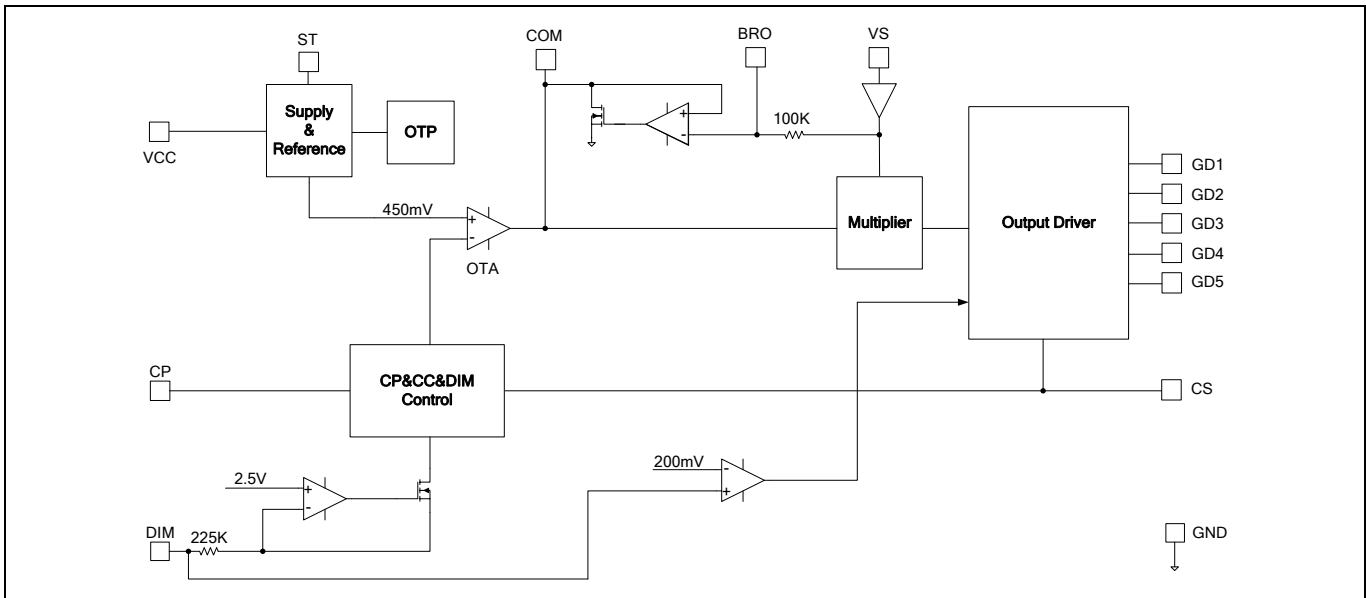 ST
COM
BRO
VS
Supply
&
Reference
OTP
VCC
100K
450mV
OTA
Multiplier
Output Driver
GD1
GD2
GD3
GD4
GD5
CP
CP&CC&DIM
Control
CS
2.5V
200mV
DIM
225K
GND
+
-
+
-
+
-
-
+